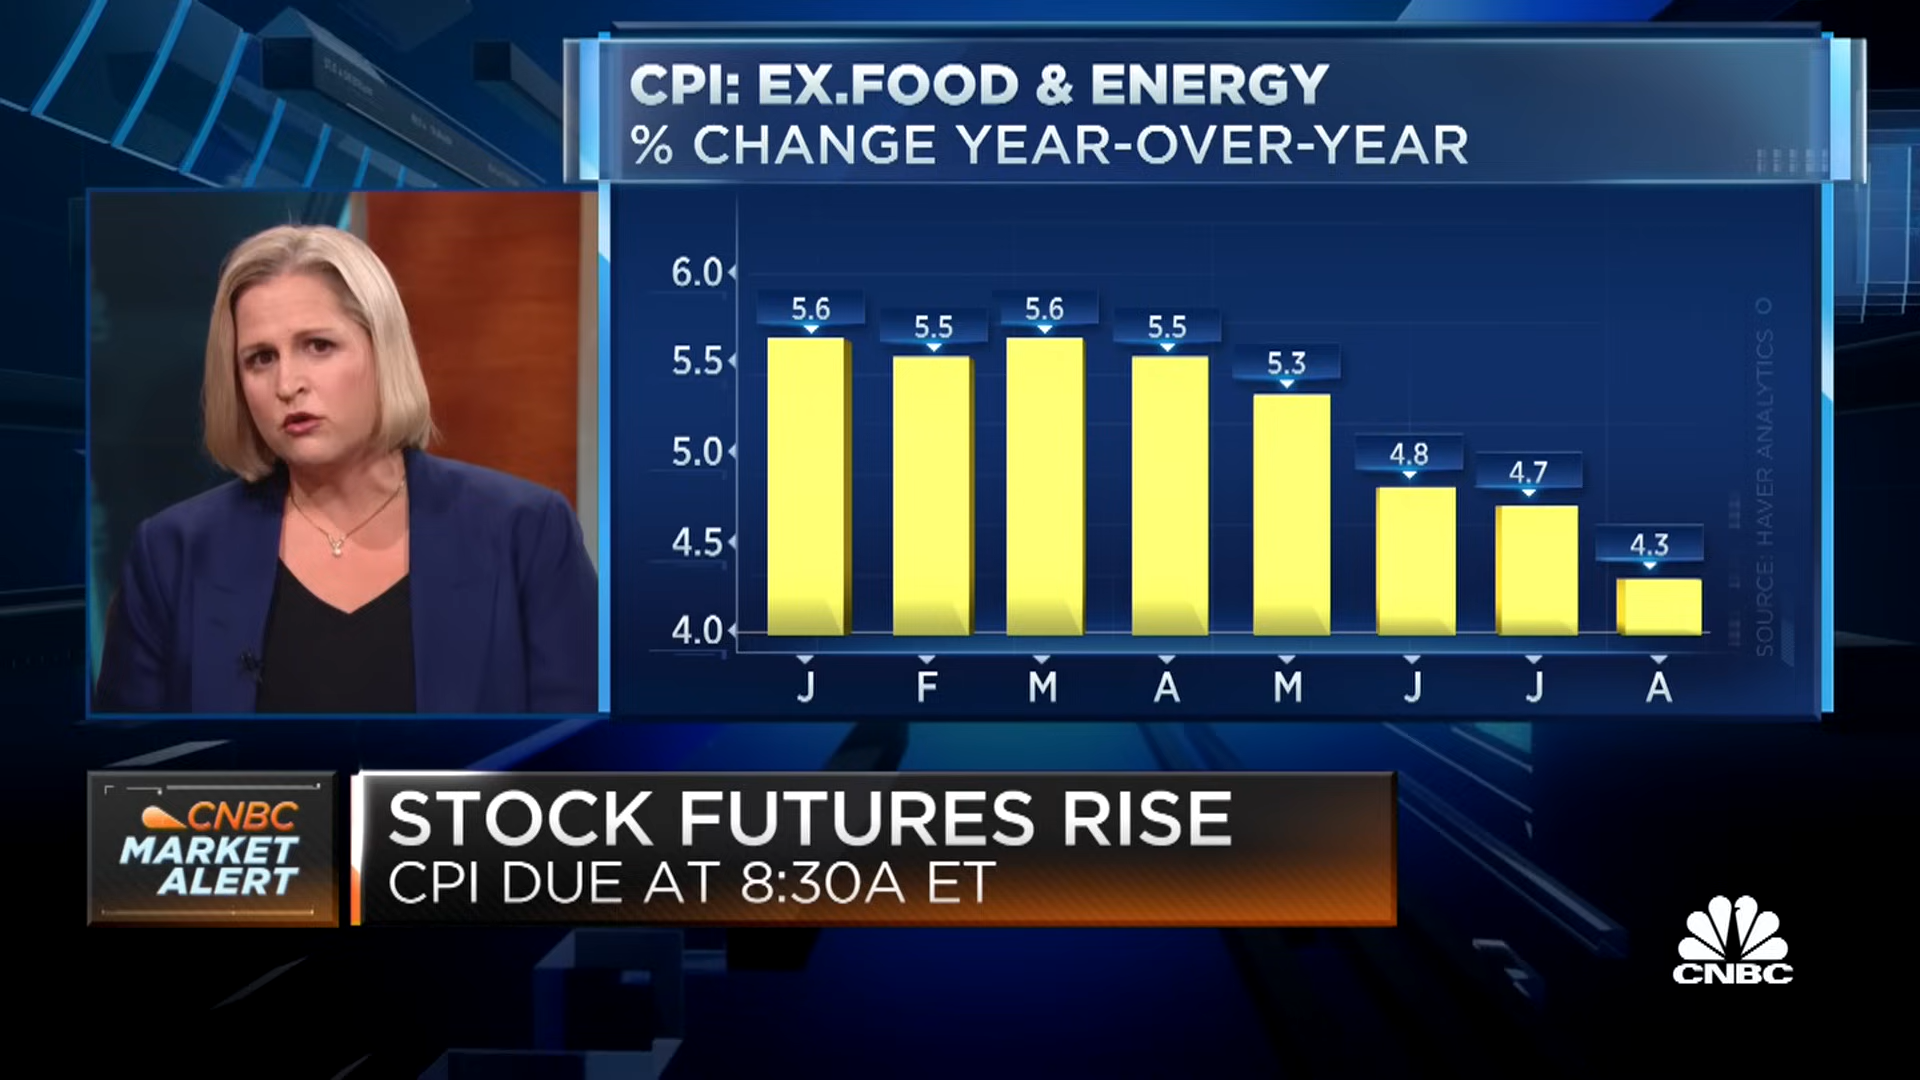 CPI: EX.FOOD & ENERGY
% CHANGE YEAR-OVER-YEAR
6.0
5.5
5.0
4.5
4.0
5.6
5.5
5.6
5.5
5.3
4.8
4.7
4.3
J
F
M
A
M
J
J
A
SOURCE: HAVER ANALYTICS
CNBC
MARKET
ALERT
STOCK FUTURES RISE
CPI DUE AT 8:30A ET
CNBC